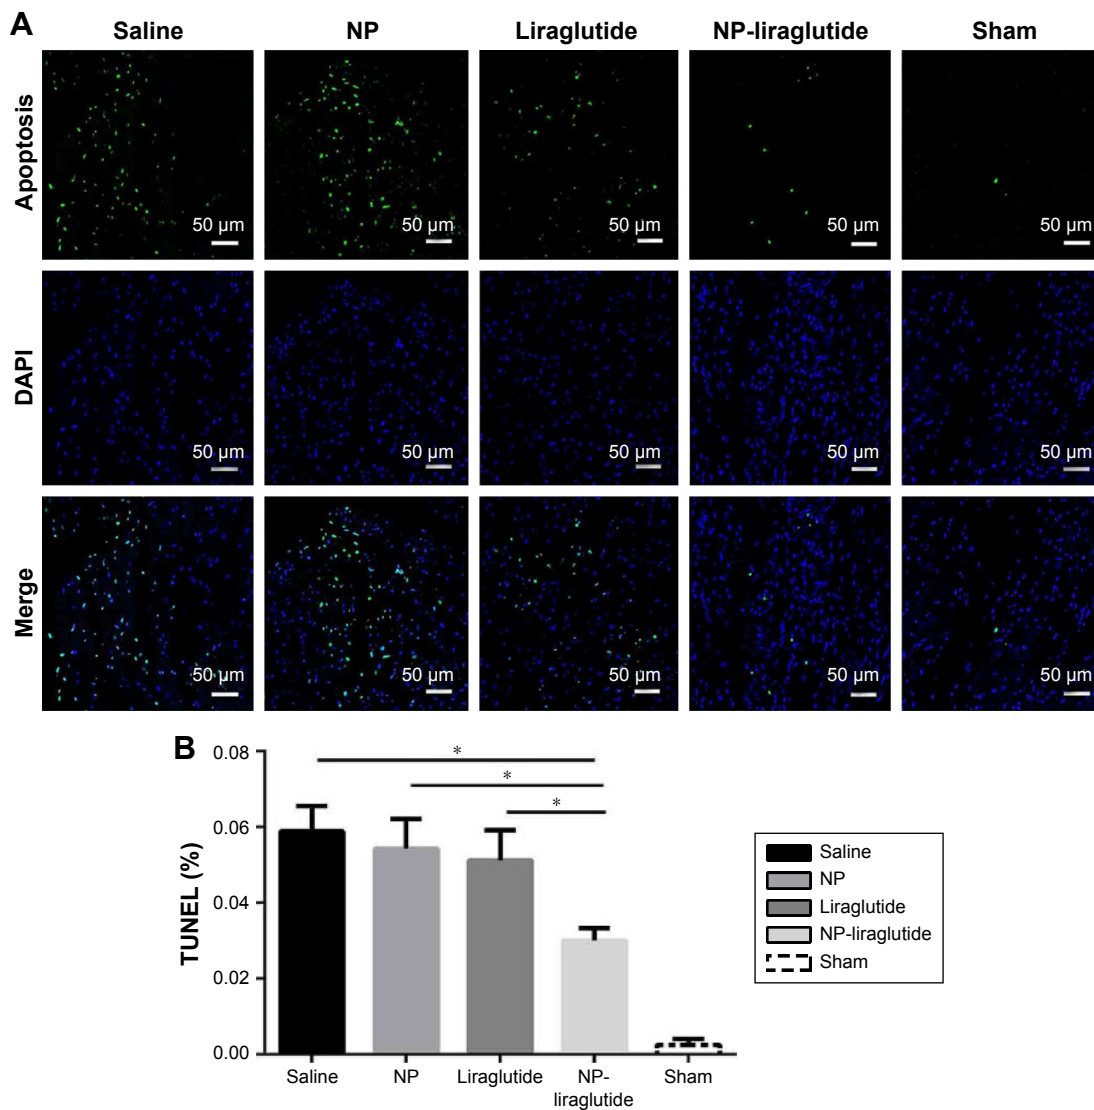 A
Saline NP Liraglutide NP-liraglutide Sham
Apoptosis
50 µm 50 µm 50 µm 50 µm 50 µm
DAPI
50 µm 50 µm 50 µm 50 µm 50 µm
Merge
50 µm 50 µm 50 µm 50 µm 50 µm
B
TUNEL (%)
0.08
0.06
0.04
0.02
0.00
*
*
*
Saline NP Liraglutide NP-
liraglutide Sham
Saline
NP
Liraglutide
NP-liraglutide
Sham